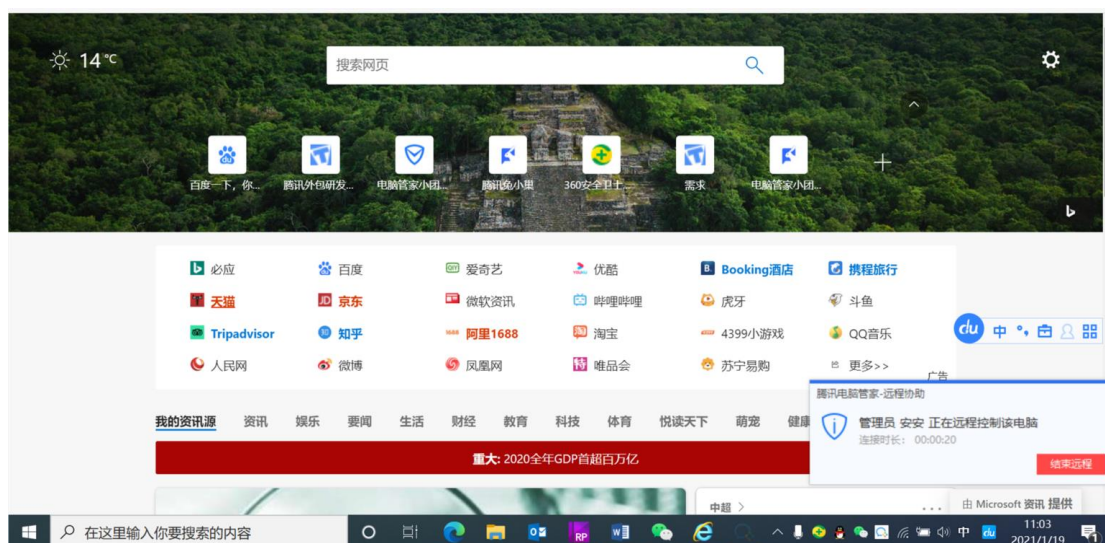 14 ℃
搜索网页
百度一下，你...
腾讯外包研发...
电脑管家小团...
腾讯兔小巢
360安全卫士...
需求
电脑管家小团...
必应
百度
爱奇艺
优酷
Booking酒店
携程旅行
天猫
京东
微软资讯
哔哩哔哩
虎牙
斗鱼
Tripadvisor
知乎
阿里1688
淘宝
4399小游戏
QQ音乐
人民网
微博
凤凰网
唯品会
苏宁易购
更多>>
广告
du 中
腾讯电脑管家-远程协助
管理员 安安 正在远程控制该电脑
连接时长： 00:00:20
结束远程
我的资讯源 资讯 娱乐 要闻 生活 财经 教育 科技 体育 悦读天下 萌宠 健康
重大: 2020全年GDP首超百万亿
中超 >
由 Microsoft 资讯 提供
在这里输入你要搜索的内容
RP
中
du
11:03
2021/1/19